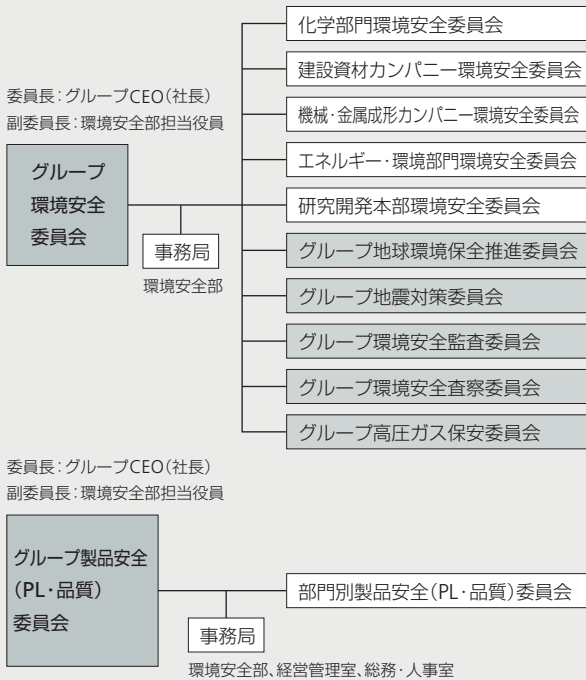 委員長:グループCEO(社長)
副委員長:環境安全部担当役員
グループ
環境安全
委員会
事務局
環境安全部
化学部門環境安全委員会
建設資材カンパニー環境安全委員会
機械・金属成形カンパニー環境安全委員会
エネルギー・環境部門環境安全委員会
研究開発本部環境安全委員会
グループ地球環境保全推進委員会
グループ地震対策委員会
グループ環境安全監査委員会
グループ環境安全査察委員会
グループ高圧ガス保安委員会
委員長:グループCEO(社長)
副委員長:環境安全部担当役員
グループ製品安全
(PL・品質)
委員会
事務局
環境安全部、経営管理室、総務・人事室
部門別製品安全(PL・品質)委員会